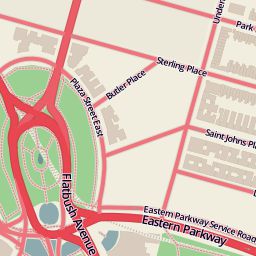 Under
Park
Sterling Place
Butler Place
Plaza Street East
Saint Johns Pl
Flatbush Avenue
Eastern Parkway Service Road
Eastern Parkway